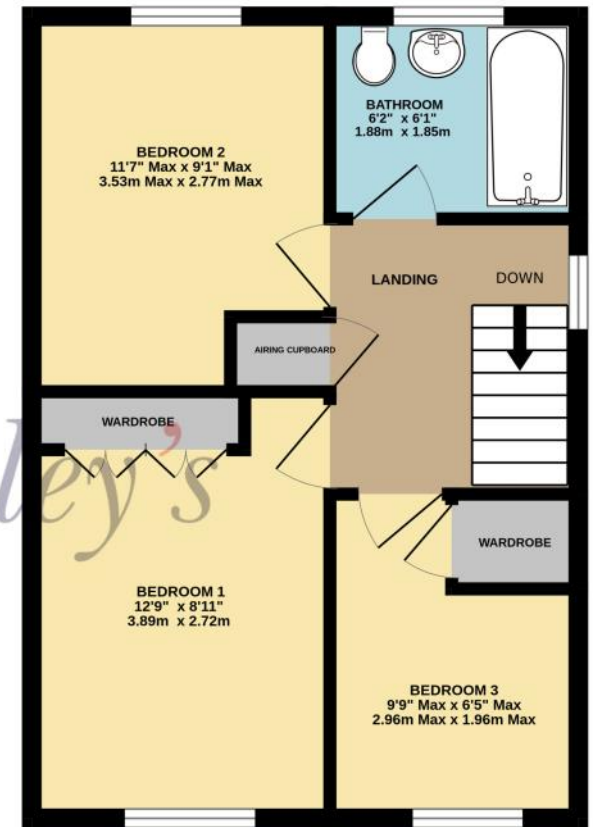 BEDROOM 2
11'7" Max x 9'1" Max
3.53m Max x 2.77m Max
BATHROOM
6'2" x 6'1"
1.88m x 1.85m
LANDING
DOWN
AIRING CUPBOARD
WARDROBE
WARDROBE
BEDROOM 1
12'9" x 8'11"
3.89m x 2.72m
BEDROOM 3
9'9" Max x 6'5" Max
2.96m Max x 1.96m Max